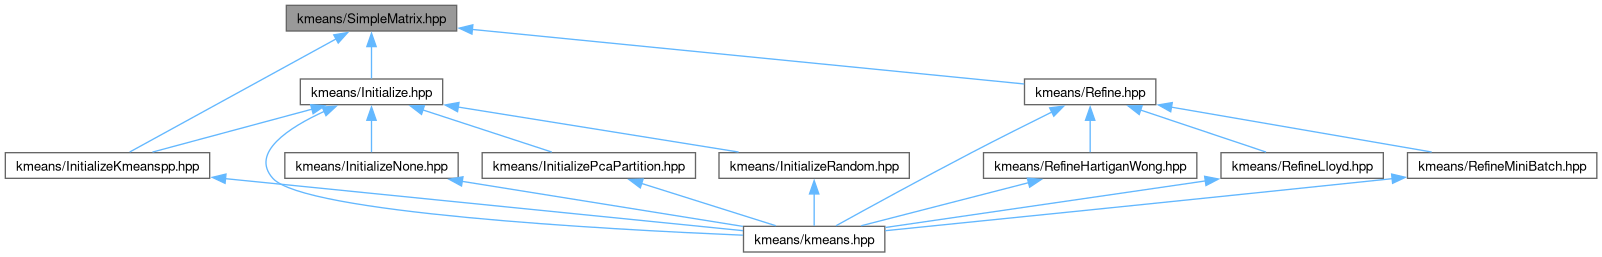 kmeans/SimpleMatrix.hpp
kmeans/Initialize.hpp
kmeans/Refine.hpp
kmeans/InitializeKmeanspp.hpp
kmeans/InitializeNone.hpp
kmeans/InitializePcaPartition.hpp
kmeans/InitializeRandom.hpp
kmeans/RefineHartiganWong.hpp
kmeans/RefineLloyd.hpp
kmeans/RefineMiniBatch.hpp
kmeans/kmeans.hpp